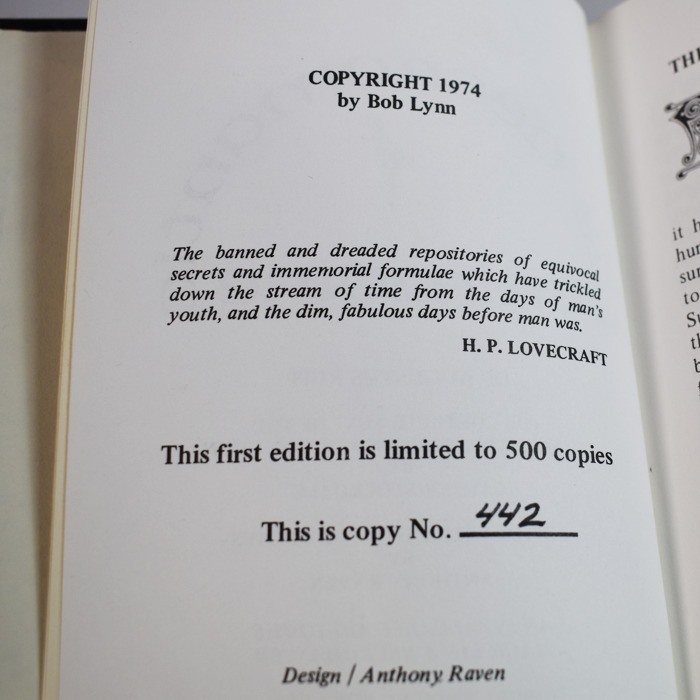 COPYRIGHT 1974
by Bob Lynn
The banned and dreaded repositories of equivocal
secrets and immemorial formulae which have trickled
down the stream of time from the days of man's
youth, and the dim, fabulous days before man was.
H. P. LOVECRAFT
This first edition is limited to 500 copies
This is copy No. 442
Design / Anthony Raven
it
to